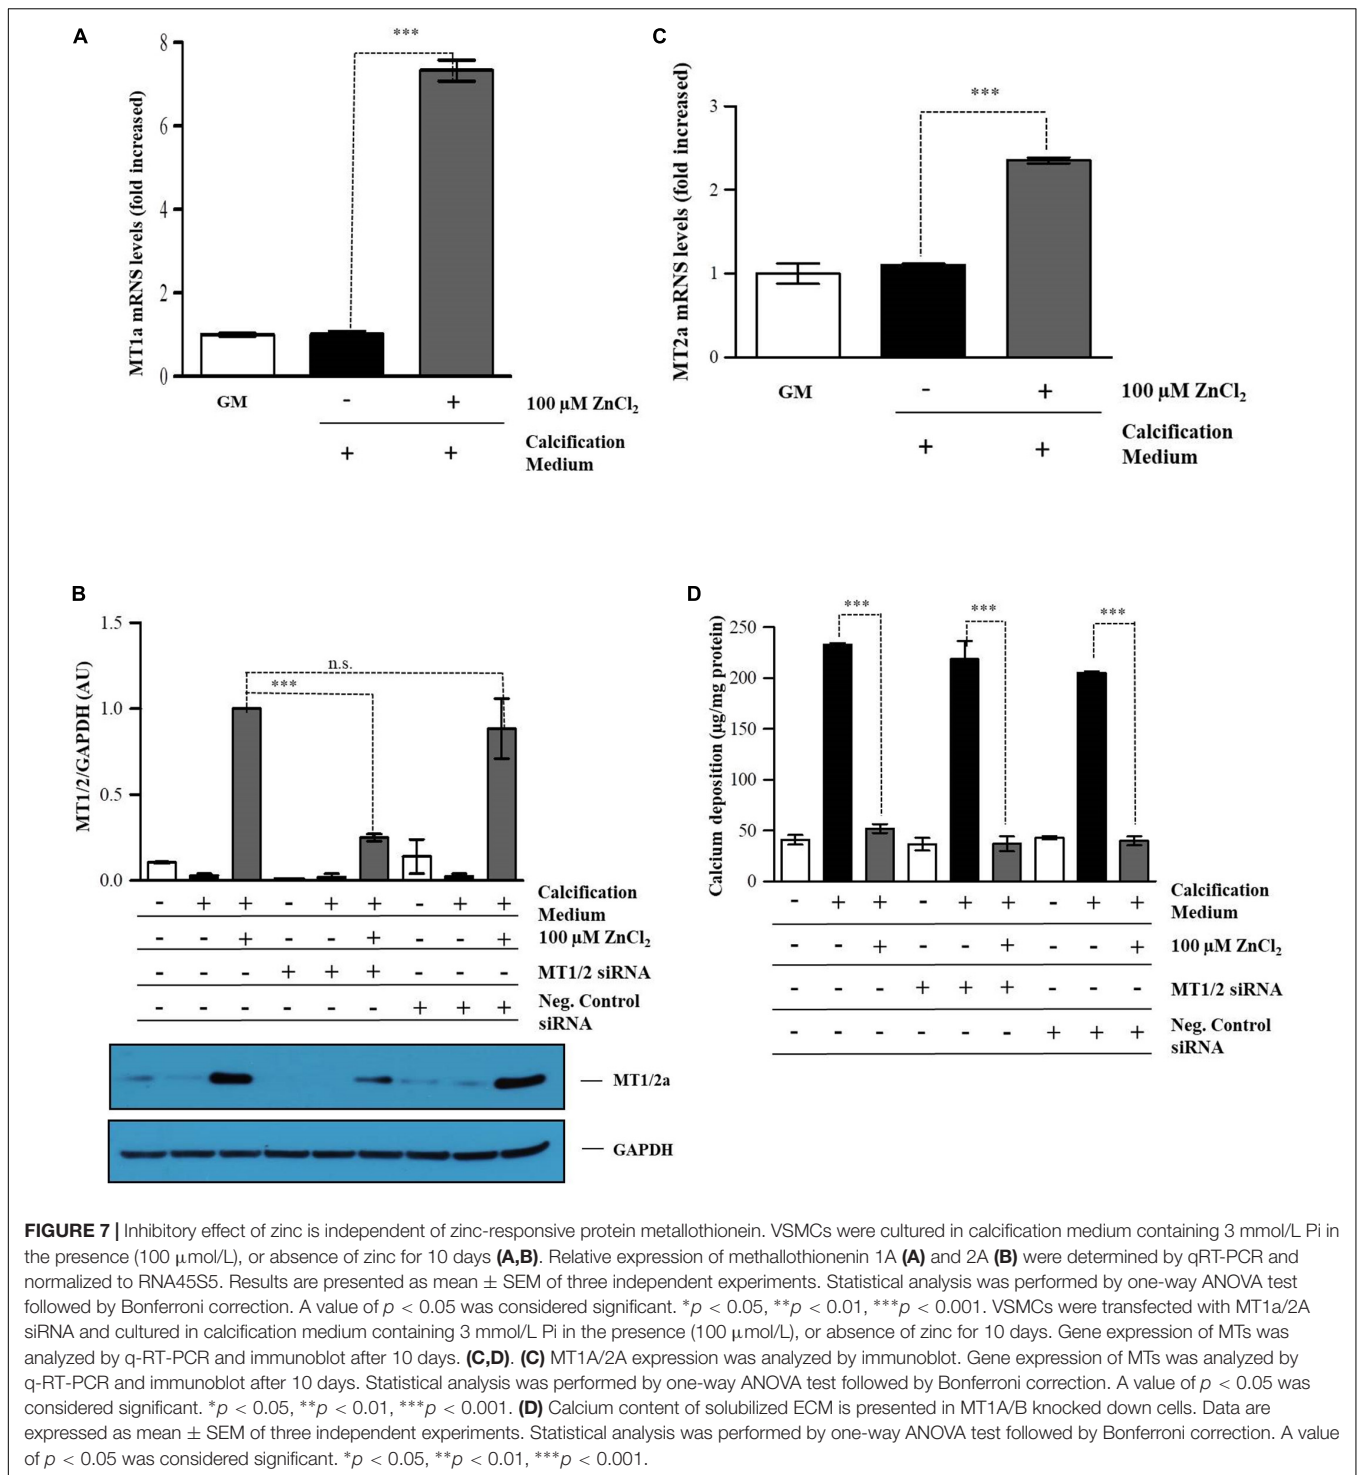 A
***
8
6
4
2
0
MT1a mRNS levels (fold increased)
GM - + 100 µM ZnCl2
+ + Calcification
Medium
C
***
3
2
1
0
MT2a mRNS levels (fold increased)
GM - + 100 µM ZnCl2
+ + Calcification
Medium
B
n.s.
***
1.5
1.0
0.5
0.0
MT1/2/GAPDH (AU)
- + + - + + - + + Calcification
Medium
- - + - - + - - + 100 µM ZnCl2
- - - + + + - - - MT1/2 siRNA
- - - - - - + + + Neg. Control
siRNA
MT1/2a
GAPDH
D
*** *** ***
250
200
150
100
50
0
Calcium deposition (µg/mg protein)
- + + - + + - + + Calcification
Medium
- - + - - + - - + 100 µM ZnCl2
- - - + + + - - - MT1/2 siRNA
- - - - - - + + + Neg. Control
siRNA
FIGURE 7 | Inhibitory effect of zinc is independent of zinc-responsive protein metallothionein. VSMCs were cultured in calcification medium containing 3 mmol/L Pi in
the presence (100 µmol/L), or absence of zinc for 10 days (A,B). Relative expression of methallothionenin 1A (A) and 2A (B) were determined by qRT-PCR and
normalized to RNA45S5. Results are presented as mean ± SEM of three independent experiments. Statistical analysis was performed by one-way ANOVA test
followed by Bonferroni correction. A value of p < 0.05 was considered significant. *p < 0.05, **p < 0.01, ***p < 0.001. VSMCs were transfected with MT1a/2A
siRNA and cultured in calcification medium containing 3 mmol/L Pi in the presence (100 µmol/L), or absence of zinc for 10 days. Gene expression of MTs was
analyzed by q-RT-PCR and immunoblot after 10 days. (C,D). (C) MT1A/2A expression was analyzed by immunoblot. Gene expression of MTs was analyzed by
q-RT-PCR and immunoblot after 10 days. Statistical analysis was performed by one-way ANOVA test followed by Bonferroni correction. A value of p < 0.05 was
considered significant. *p < 0.05, **p < 0.01, ***p < 0.001. (D) Calcium content of solubilized ECM is presented in MT1A/B knocked down cells. Data are
expressed as mean ± SEM of three independent experiments. Statistical analysis was performed by one-way ANOVA test followed by Bonferroni correction. A value
of p < 0.05 was considered significant. *p < 0.05, **p < 0.01, ***p < 0.001.